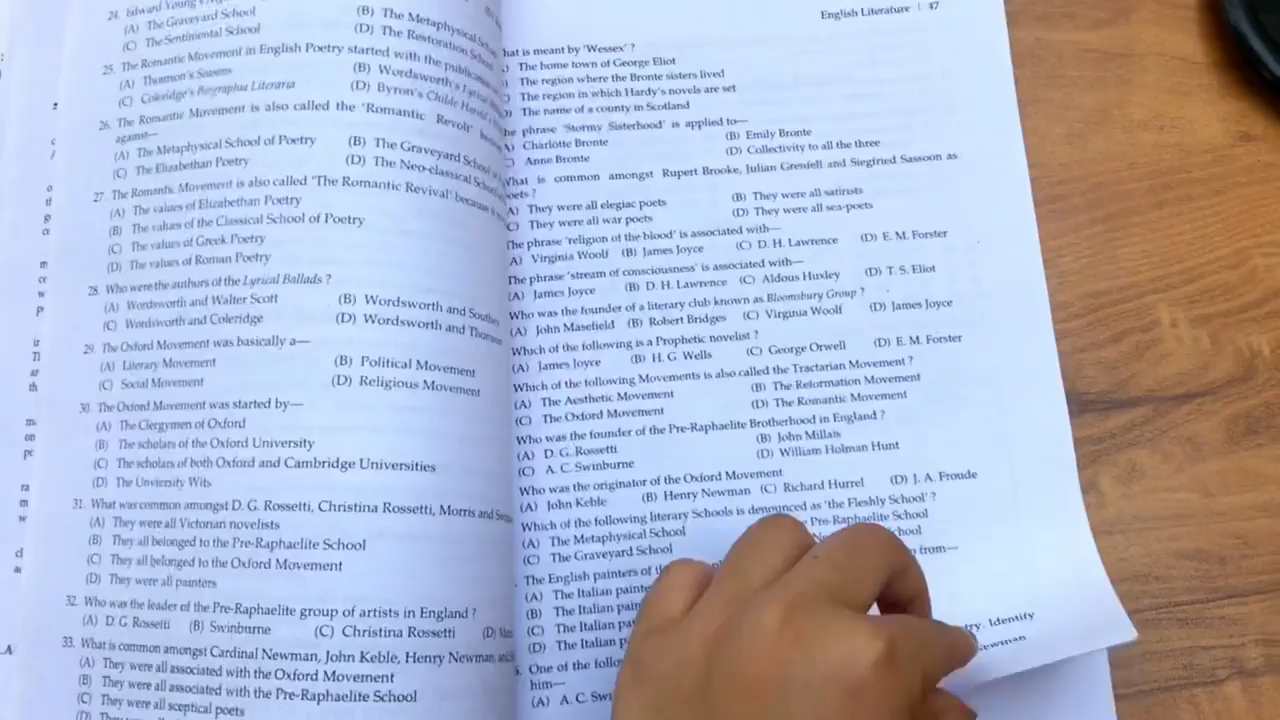 24. Edward Young's
(A) The Graveyard School
(B) The Metaphysical
(C) The Sentimental School
(D) The Restoration
25. The Romantic Movement in English Poetry started with the
(A) Thomson's Seasons
(B) Wordsworth's Lyrical
(C) Coleridge's Biographia Literaria
(D) Byron's Childe Harold
26. The Romantic Movement is also called the 'Romantic Revolt'
against—
(A) The Metaphysical School of Poetry
(B) The Graveyard School
(C) The Elizabethan Poetry
(D) The Neo-classical School
27. The Romantic Movement is also called 'The Romantic Revival' because
(A) The values of Elizabethan Poetry
(B) The values of the Classical School of Poetry
(C) The values of Greek Poetry
(D) The values of Roman Poetry
28. Who were the authors of the Lyrical Ballads ?
(A) Wordsworth and Walter Scott
(B) Wordsworth and
(C) Wordsworth and Coleridge
(D) Wordsworth and
29. The Oxford Movement was basically a—
(A) Literary Movement
(B) Political Movement
(C) Social Movement
(D) Religious Movement
30. The Oxford Movement was started by—
(A) The Clergymen of Oxford
(B) The scholars of the Oxford University
(C) The scholars of both Oxford and Cambridge Universities
(D) The Unviersity Wits
31. What was common amongst D. G. Rossetti, Christina Rossetti, Morris and
(A) They were all Victorian novelists
(B) They all belonged to the Pre-Raphaelite School
(C) They all belonged to the Oxford Movement
(D) They were all painters
32. Who was the leader of the Pre-Raphaelite group of artists in England ?
(A) D. G. Rossetti (B) Swinburne (C) Christina Rossetti (D)
33. What is common amongst Cardinal Newman, John Keble, Henry Newman,
(A) They were all associated with the Oxford Movement
(B) They were associated with the Pre-Raphaelite School
(C) They were all sceptical poets
(D)
English Literature | 47
hat is meant by 'Wessex' ?
The home town of George Eliot
The region where the Bronte sisters lived
The region in which Hardy's novels are set
The name of a county in Scotland
he phrase 'Stormy Sisterhood' is applied to—
Charlotte Bronte
(B) Emily Bronte
Anne Bronte
(D) Collectivity to all the three
What is common amongst Rupert Brooke, Julian Grenfell and Siegfried Sassoon as
poets ?
A) They were all elegiac poets
(B) They were all satirists
C) They were all war poets
(D) They were all sea-poets
The phrase 'religion of the blood' is associated with—
A) Virginia Woolf (B) James Joyce (C) D. H. Lawrence (D) E. M. Forster
The phrase 'stream of consciousness' is associated with—
(A) James Joyce (B) D. H. Lawrence (C) Aldous Huxley (D) T. S. Eliot
Who was the founder of a literary club known as Bloomsbury Group ?
(A) John Masefield (B) Robert Bridges (C) Virginia Woolf (D) James Joyce
Which of the following is a Prophetic novelist ?
(A) James Joyce (B) H. G. Wells (C) George Orwell (D) E. M. Forster
Which of the following Movements is also called the Tractarian Movement ?
(A) The Aesthetic Movement
(B) The Reformation Movement
(C) The Oxford Movement
(D) The Romantic Movement
Who was the founder of the Pre-Raphaelite Brotherhood in England ?
(A) D. G. Rossetti
(B) John Millais
(C) A. C. Swinburne
(D) William Holman Hunt
Who was the originator of the Oxford Movement
(A) John Keble (B) Henry Newman (C) Richard Hurrel (D) J. A. Froude
Which of the following literary Schools is denounced as 'the Fleshly School' ?
(A) The Metaphysical School
Pre-Raphaelite School
(C) The Graveyard School
The English painters of
from—
(A) The Italian
(B) The Italian
(C) The Italian
(D) The Italian
Identify
One of the
Newman
him—
(A) A. C.